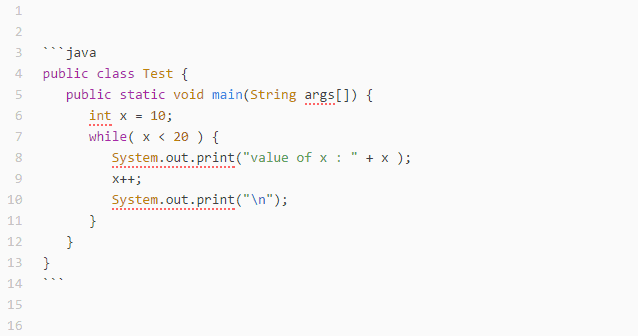 1
2
3 ```java
4 public class Test {
5    public static void main(String args[]) {
6       int x = 10;
7       while( x < 20 ) {
8          System.out.print("value of x : " + x );
9          x++;
10          System.out.print("\n");
11       }
12    }
13 }
14 ```
15
16